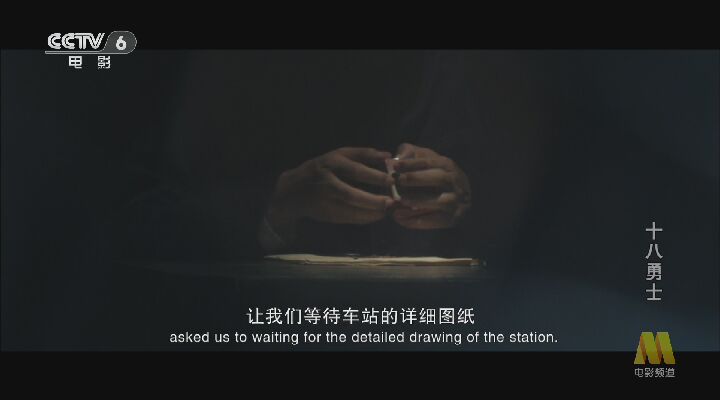 CCTV 6
电影
十八勇士
让我们等待车站的详细图纸
asked us to waiting for the detailed drawing of the station.
电影频道